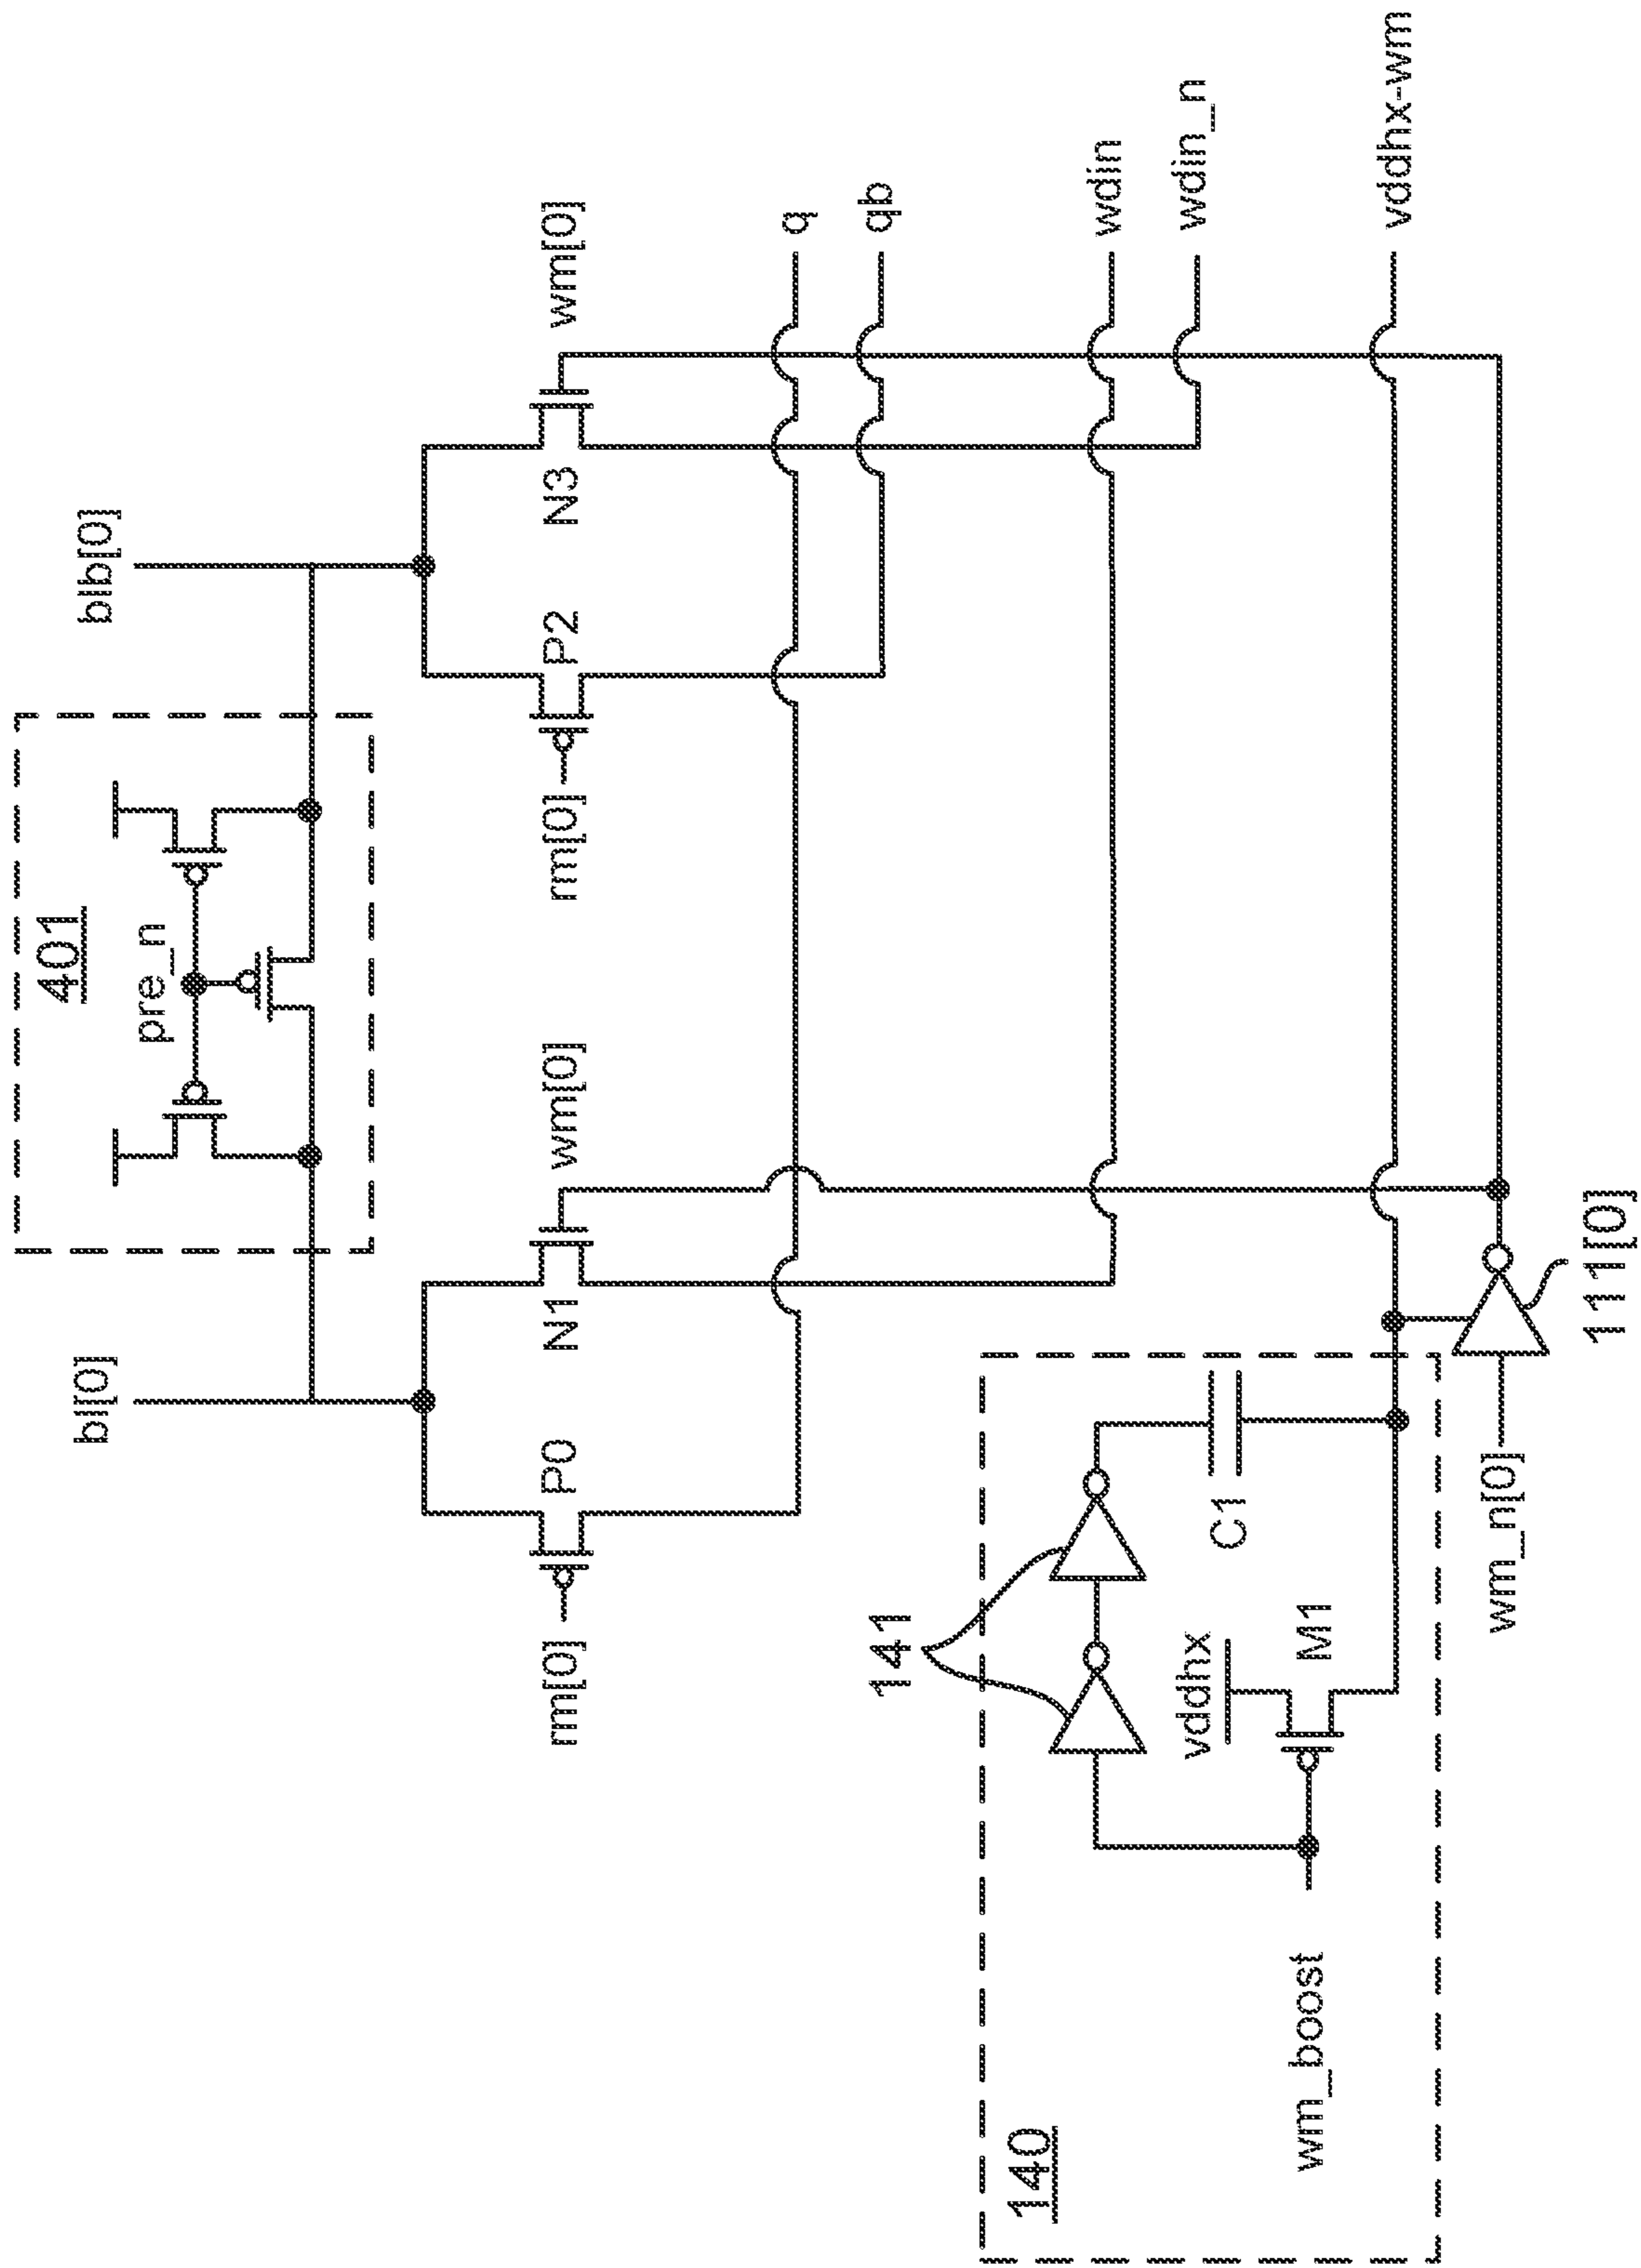 401
bl[0]
pre_n
blb[0]
rm[0]
P0
N1
wm[0]
rm[0]
P2
N3
wm[0]
q
qb
141
wdin
wdin_n
140
vddhx
C1
wm_boost
M1
vddhx-wm
wm_n[0]
111[0]